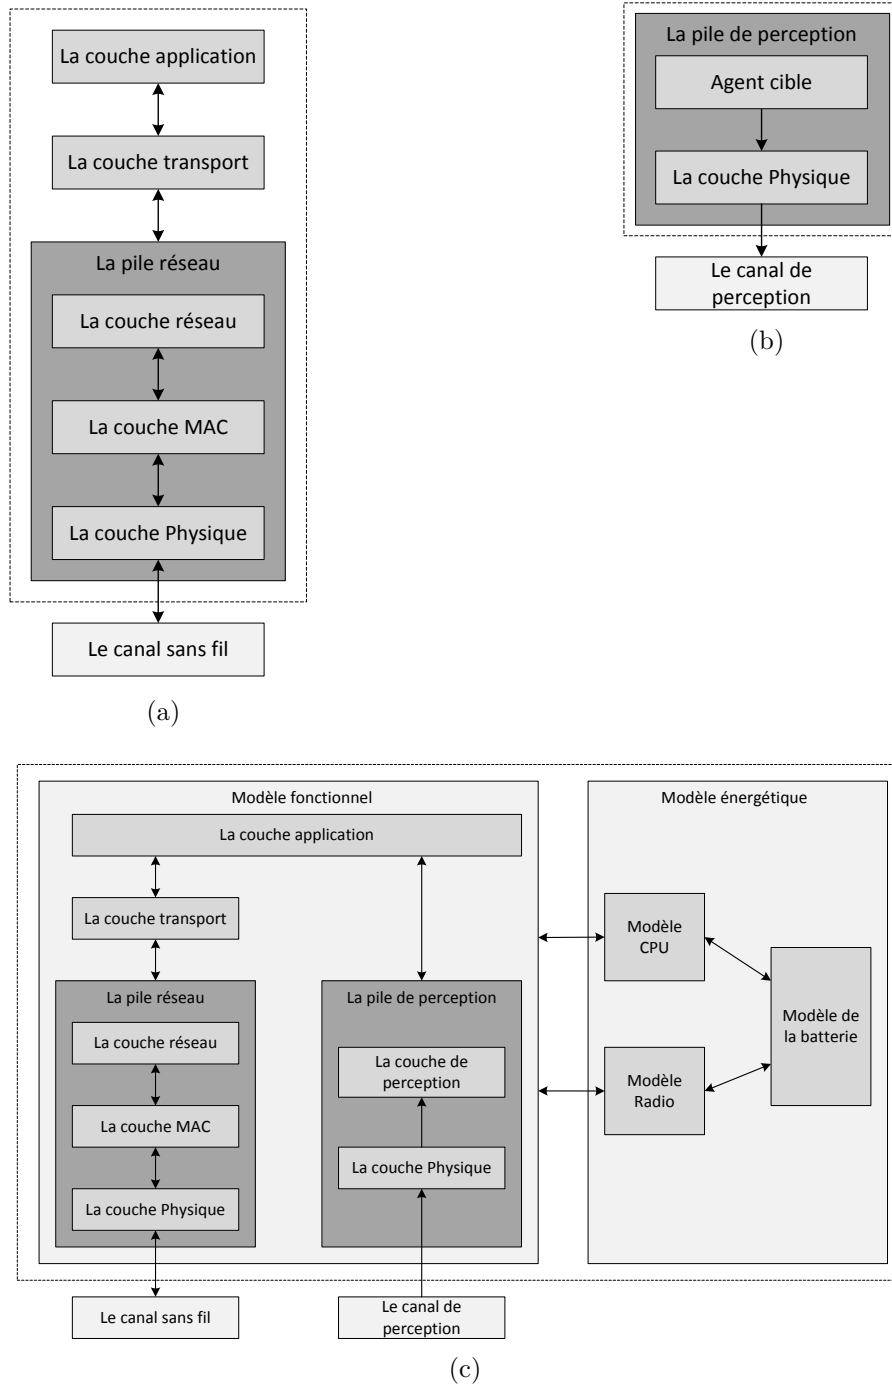 La couche application
La couche transport
La pile réseau
La couche réseau
La couche MAC
La couche Physique
Le canal sans fil
(a)
La pile de perception
Agent cible
La couche Physique
Le canal de
perception
(b)
Modèle fonctionnel
La couche application
La couche transport
La pile réseau
La couche réseau
La couche MAC
La couche Physique
Le canal sans fil
La pile de perception
La couche de
perception
La couche Physique
Le canal de
perception
Modèle énergétique
Modèle
CPU
Modèle
Radio
Modèle de
la batterie
(c)